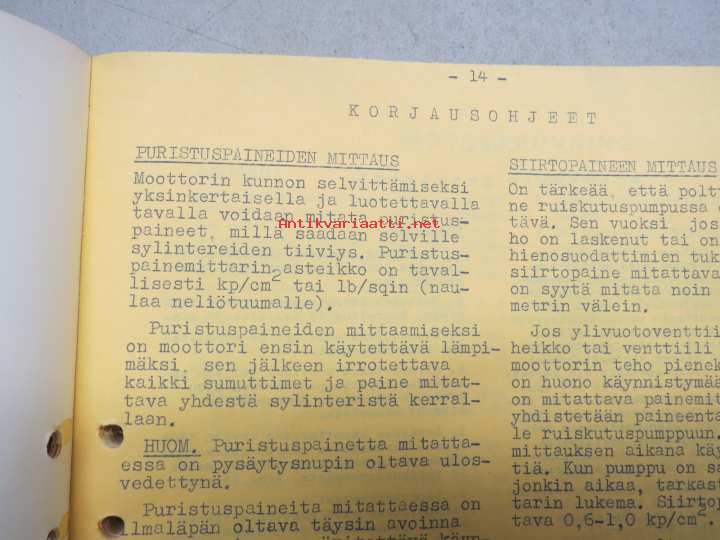 - 14 -
KORJAUSOHJEET
PURISTUSPAINEIDEN MITTAUS
Moottorin kunnon selvittämiseksi
yksinkertaisella ja luotettavalla
tavalla voidaan mitata puristus-
paineet, millä saadaan selville
sylintereiden tiiviys. Puristus-
painemittarin asteikko on taval-
lisesti kp/cm² tai lb/sqin (nau-
laa neliötuumalle).
Puristuspaineiden mittaamiseksi
on moottori ensin käytettävä lämpi-
mäksi, sen jälkeen irrotettava
kaikki sumuttimet ja paine mitat-
tava yhdestä sylinteristä kerral-
laan.
HUOM. Puristuspainetta mitatta-
essa on pysäytysnupin oltava ulos-
vedettynä.
Puristuspaineita mitattaessa on
ilmaläpän oltava täysin avoinna
SIIRTOPAINEEN MITTAUS
On tärkeää, että polt
ne ruiskutuspumpussa
tävä. Sen vuoksi jos
ho on laskenut tai on
hienosuodattimien tuk
siirtopaine mitattava
on syytä mitata noin
metrin välein.
Jos ylivuotoventtii
heikko tai venttiili
moottorin teho pienek
on huono käynnistymää
on mitattava painemit
yhdistetään paineenta
le ruiskutuspumppuun.
mittauksen aikana käy
tiä. Kun pumppu on sa
jonkin aikaa, tarkast
tarin lukema. Siirtop
tava 0,6-1,0 kp/cm².
Antikvariaatti.net